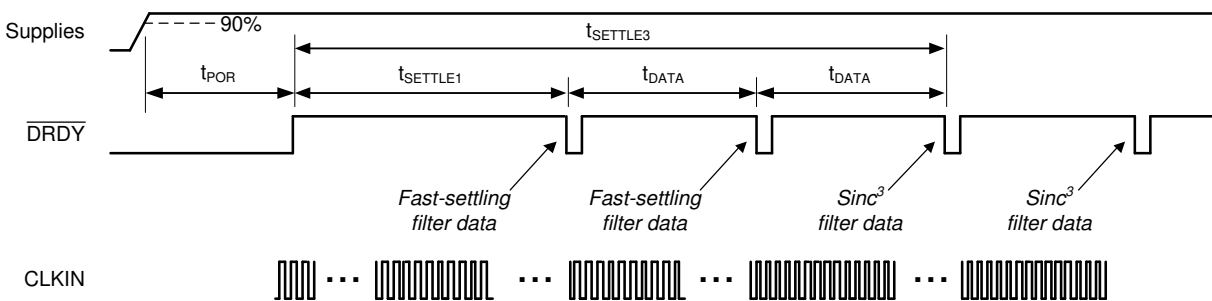 Supplies
90%
tSETTLE3
tPOR
tSETTLE1
tDATA
tDATA
DRDY
Fast-settling
filter data
Fast-settling
filter data
Sinc³
filter data
Sinc³
filter data
CLKIN